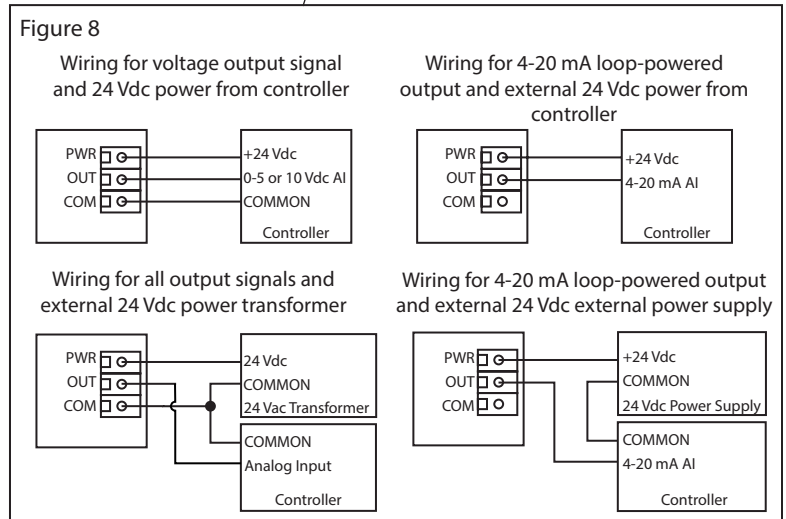 Figure 8
Wiring for voltage output signal
and 24 Vdc power from controller
PWR
OUT
COM
+24 Vdc
0-5 or 10 Vdc AI
COMMON
Controller
Wiring for 4-20 mA loop-powered
output and external 24 Vdc power from
controller
PWR
OUT
COM
+24 Vdc
4-20 mA AI
Controller
Wiring for all output signals and
external 24 Vdc power transformer
PWR
OUT
COM
24 Vdc
COMMON
24 Vac Transformer
COMMON
Analog Input
Controller
Wiring for 4-20 mA loop-powered output
and external 24 Vdc external power supply
PWR
OUT
COM
+24 Vdc
COMMON
24 Vdc Power Supply
COMMON
4-20 mA AI
Controller